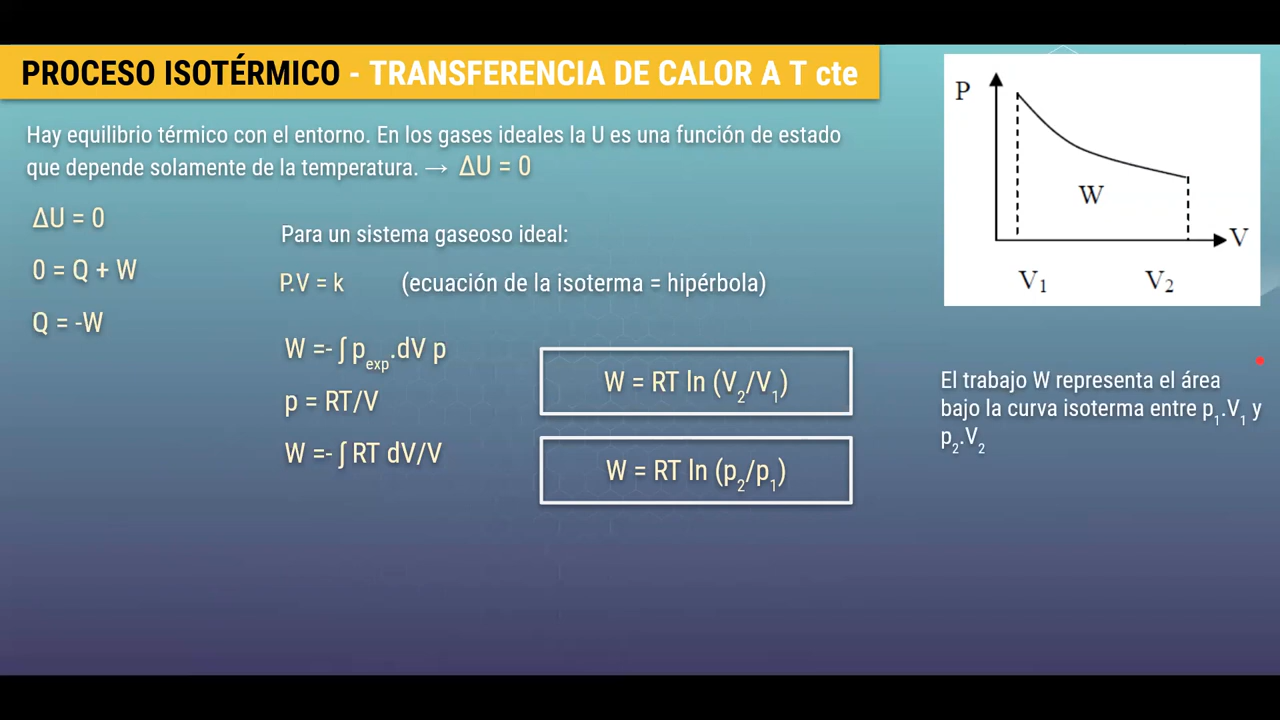 PROCESO ISOTÉRMICO - TRANSFERENCIA DE CALOR A T cte
Hay equilibrio térmico con el entorno. En los gases ideales la U es una función de estado
que depende solamente de la temperatura. → ΔU = 0
ΔU = 0
0 = Q + W
Q = -W
Para un sistema gaseoso ideal:
P.V = k (ecuación de la isoterma = hipérbola)
W =- ∫ pₑₓₚ.dV p
p = RT/V
W =- ∫ RT dV/V
W = RT ln (V₂/V₁)
W = RT ln (p₂/p₁)
P
W
V
V₁ V₂
El trabajo W representa el área
bajo la curva isoterma entre p₁.V₁ y
p₂.V₂